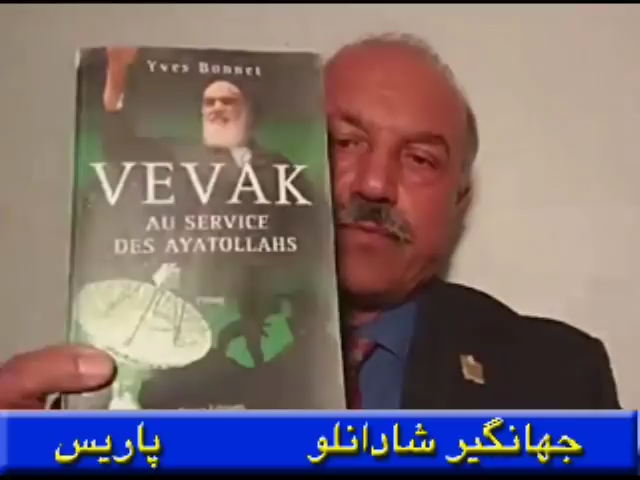 Yves Bonnet
VEVAK
AU SERVICE
DES AYATOLLAHS
جهانگیر شادانلو پاریس